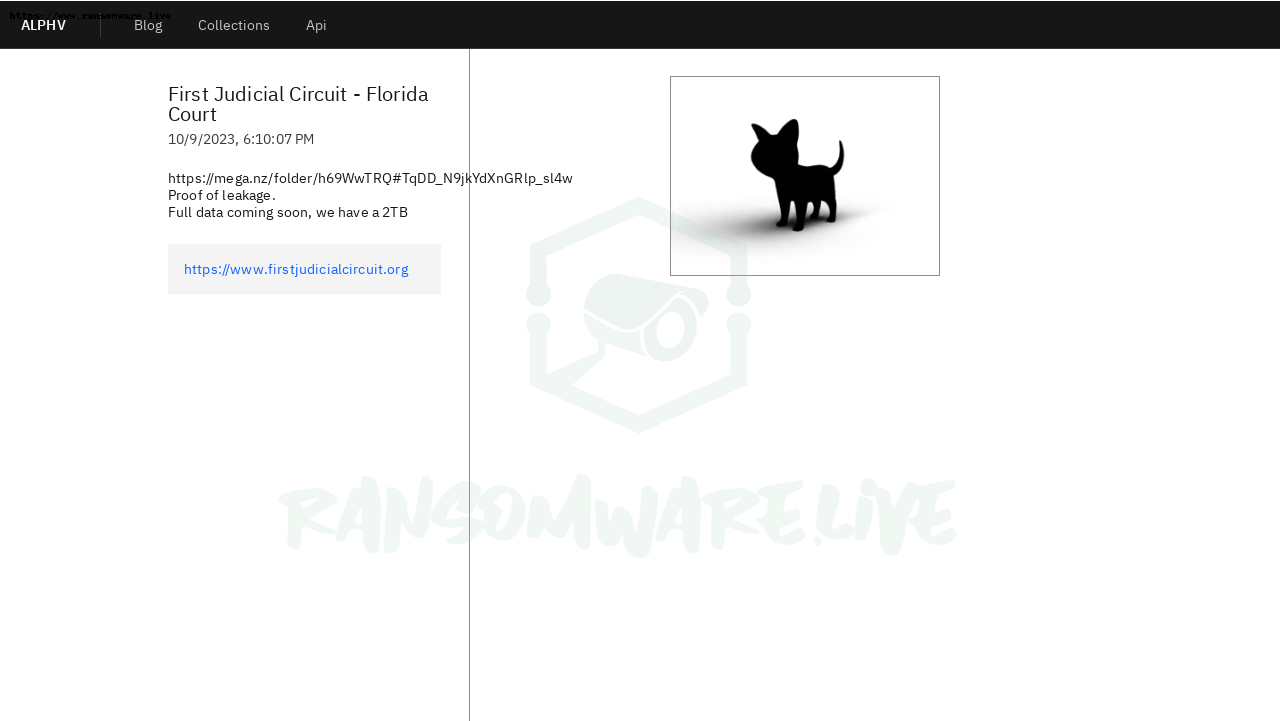 https://www.ransomware.live
ALPHV
Blog
Collections
Api
First Judicial Circuit - Florida
Court
10/9/2023, 6:10:07 PM
https://mega.nz/folder/h69WwTRQ#TqDD_N9jkYdXnGRlp_sl4w
Proof of leakage.
Full data coming soon, we have a 2TB
https://www.firstjudicialcircuit.org
RANSOMWARE.LIVE